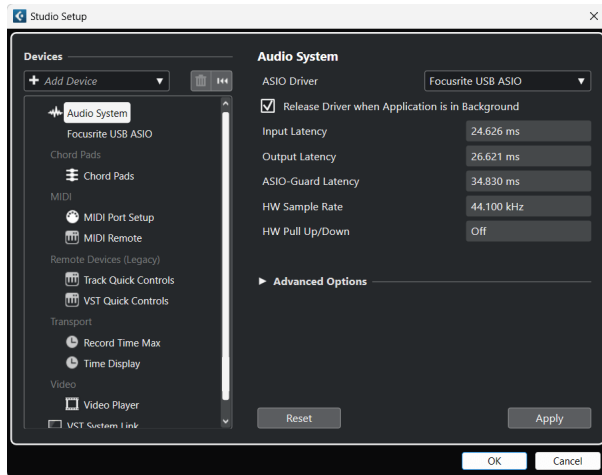 Studio Setup
Devices
Add Device
Audio System
Focusrite USB ASIO
Chord Pads
Chord Pads
MIDI
MIDI Port Setup
MIDI Remote
Remote Devices (Legacy)
Track Quick Controls
VST Quick Controls
Transport
Record Time Max
Time Display
Video
Video Player
VST System Link
Audio System
ASIO Driver Focusrite USB ASIO
Release Driver when Application is in Background
Input Latency 24.626 ms
Output Latency 26.621 ms
ASIO-Guard Latency 34.830 ms
HW Sample Rate 44.100 kHz
HW Pull Up/Down Off
Advanced Options
Reset Apply
OK Cancel